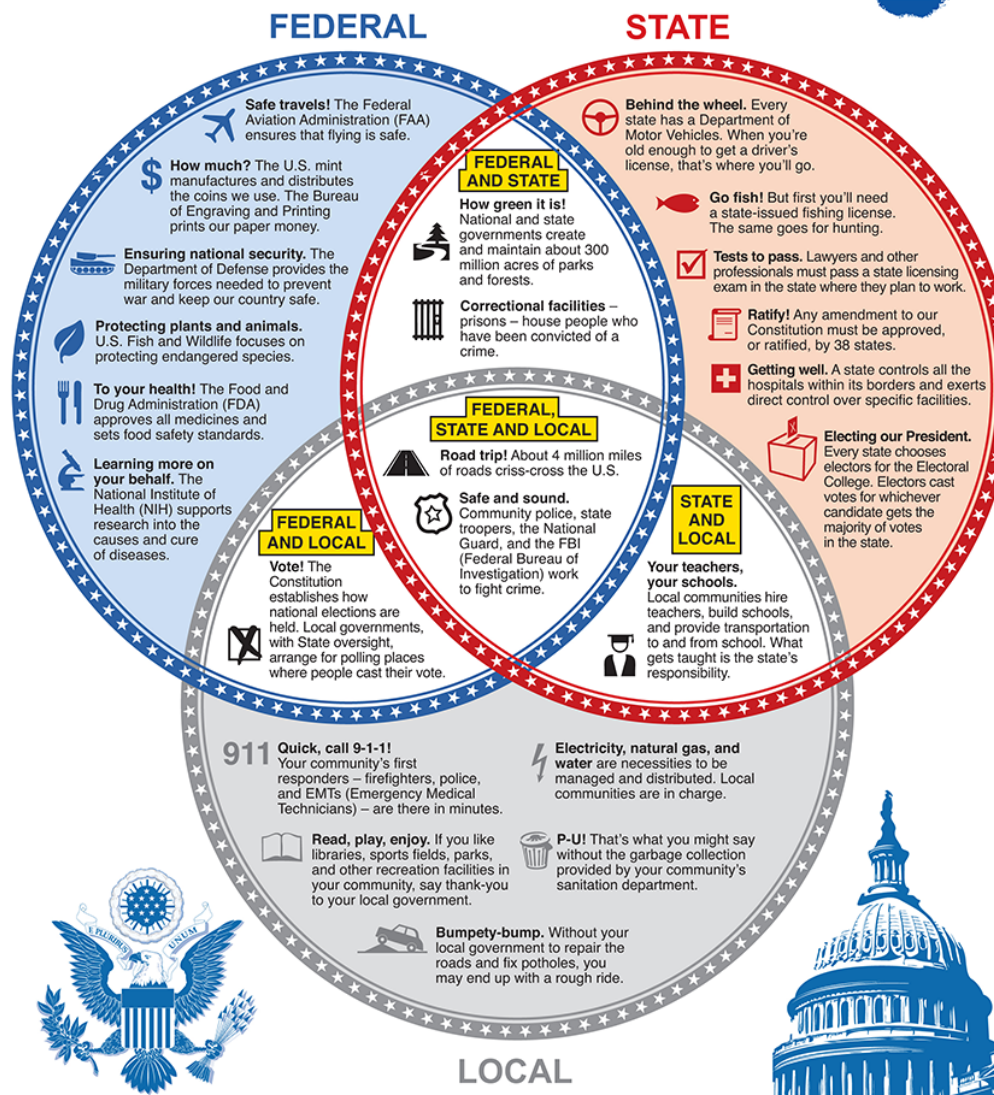 FEDERAL
STATE
Safe travels! The Federal
Aviation Administration (FAA)
ensures that flying is safe.
$
How much? The U.S. mint
manufactures and distributes
the coins we use. The Bureau
of Engraving and Printing
prints our paper money.
Ensuring national security. The
Department of Defense provides the
military forces needed to prevent
war and keep our country safe.
Protecting plants and animals.
U.S. Fish and Wildlife focuses on
protecting endangered species.
To your health! The Food and
Drug Administration (FDA)
approves all medicines and
sets food safety standards.
Learning more on
your behalf. The
National Institute of
Health (NIH) supports
research into the
causes and cure
of diseases.
FEDERAL
AND STATE
How green it is!
National and state
governments create
and maintain about 300
million acres of parks
and forests.
Correctional facilities –
prisons – house people who
have been convicted of a
crime.
Behind the wheel. Every
state has a Department of
Motor Vehicles. When you're
old enough to get a driver's
license, that's where you'll go.
Go fish! But first you'll need
a state-issued fishing license.
The same goes for hunting.
Tests to pass. Lawyers and other
professionals must pass a state licensing
exam in the state where they plan to work.
Ratify! Any amendment to our
Constitution must be approved,
or ratified, by 38 states.
Getting well. A state controls all the
hospitals within its borders and exerts
direct control over specific facilities.
Electing our President.
Every state chooses
electors for the Electoral
College. Electors cast
votes for whichever
candidate gets the
majority of votes
in the state.
FEDERAL,
STATE AND LOCAL
Road trip! About 4 million miles
of roads criss-cross the U.S.
Safe and sound.
Community police, state
troopers, the National
Guard, and the FBI
(Federal Bureau of
Investigation) work
to fight crime.
FEDERAL
AND LOCAL
Vote! The
Constitution
establishes how
national elections are
held. Local governments,
with State oversight,
arrange for polling places
where people cast their vote.
STATE
AND
LOCAL
Your teachers,
your schools.
Local communities hire
teachers, build schools,
and provide transportation
to and from school. What
gets taught is the state's
responsibility.
911
Quick, call 9-1-1!
Your community's first
responders – firefighters, police,
and EMTs (Emergency Medical
Technicians) – are there in minutes.
Electricity, natural gas, and
water are necessities to be
managed and distributed. Local
communities are in charge.
Read, play, enjoy. If you like
libraries, sports fields, parks,
and other recreation facilities in
your community, say thank-you
to your local government.
P-U! That's what you might say
without the garbage collection
provided by your community's
sanitation department.
Bumpety-bump. Without your
local government to repair the
roads and fix potholes, you
may end up with a rough ride.
E PLURIBUS UNUM
LOCAL